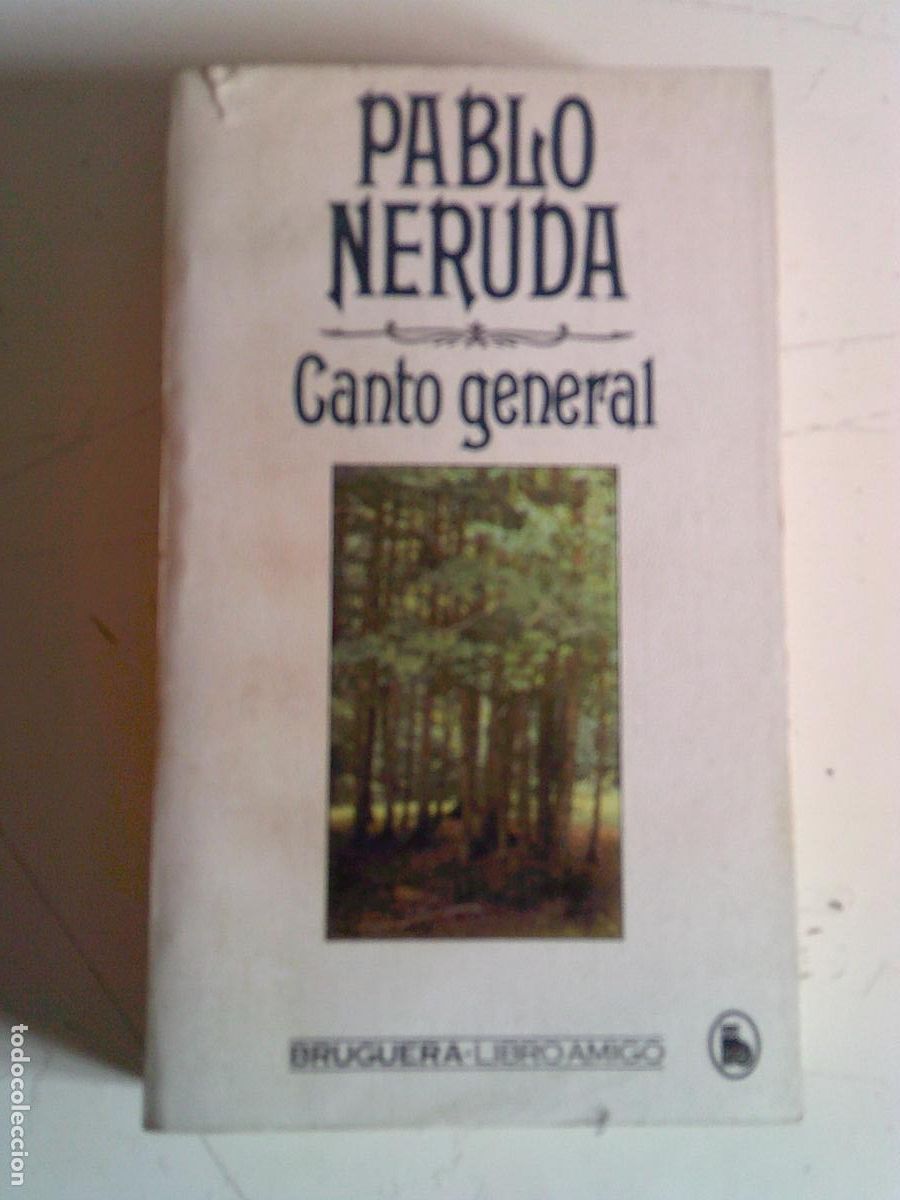 PABLO
NERUDA
Canto general
BRUGUERA·LIBRO AMIGO
todocoleccion